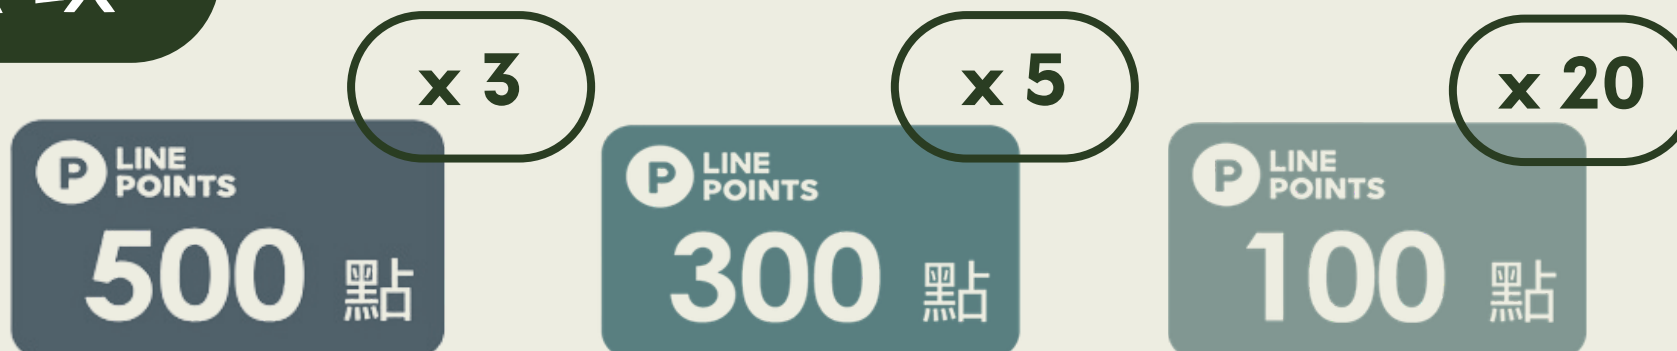 x 3
x 5
x 20
LINE
POINTS
500 點
LINE
POINTS
300 點
LINE
POINTS
100 點